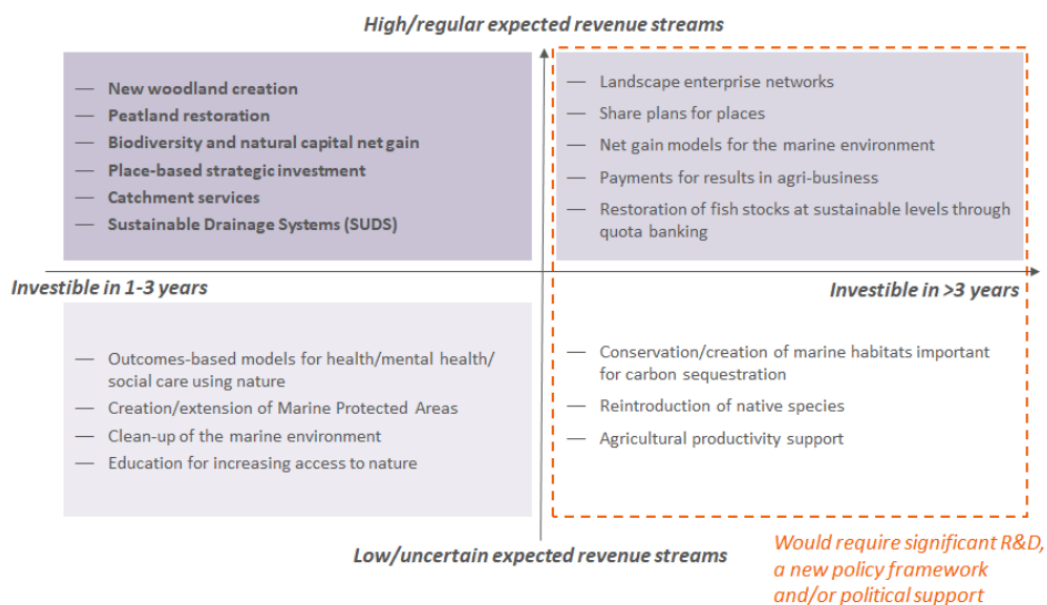 High/regular expected revenue streams
— New woodland creation
— Peatland restoration
— Biodiversity and natural capital net gain
— Place-based strategic investment
— Catchment services
— Sustainable Drainage Systems (SUDS)
— Landscape enterprise networks
— Share plans for places
— Net gain models for the marine environment
— Payments for results in agri-business
— Restoration of fish stocks at sustainable levels through
quota banking
Investible in 1-3 years
Investible in >3 years
— Outcomes-based models for health/mental health/
social care using nature
— Creation/extension of Marine Protected Areas
— Clean-up of the marine environment
— Education for increasing access to nature
— Conservation/creation of marine habitats important
for carbon sequestration
— Reintroduction of native species
— Agricultural productivity support
Low/uncertain expected revenue streams
Would require significant R&D,
a new policy framework
and/or political support